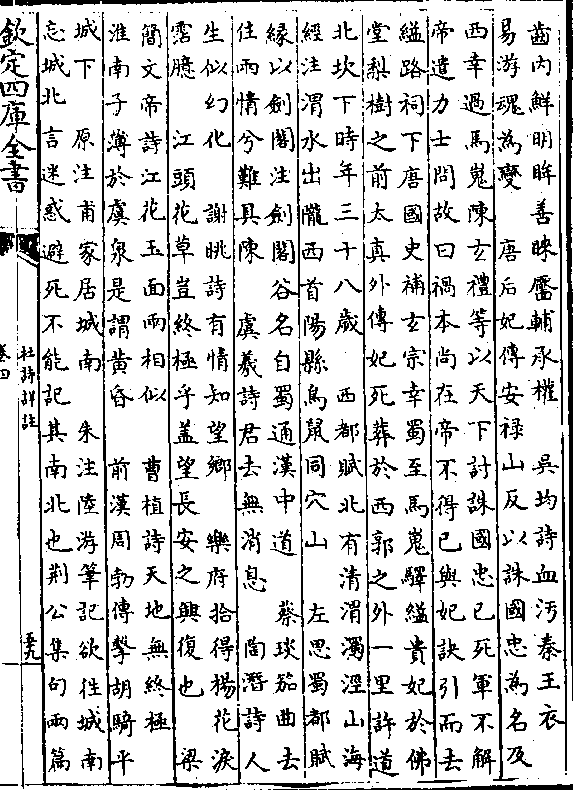 齒内鮮明眸善睞靨輔承權 吳均詩血汚秦王衣
易游魂為變 唐后妃傳安祿山反以誅國忠為名及
西幸過馬嵬陳玄禮等以天下討誅國忠已死軍不解
帝遣力士問故曰禍本尚在帝不得已與妃訣引而去
縊路祠下唐國史補玄宗幸蜀至馬嵬驛縊貴妃於佛
堂梨樹之前太真外傳妃死葬於西郭之外一里許道
北坎下時年三十八歲 西都賦北有清渭濁涇山海
經注渭水出隴西首陽縣鳥鼠同穴山 左思蜀都賦
緣以劍閣注劍閣谷名自蜀通漢中道 蔡琰笳曲去
住兩情兮難具陳 虞羲詩君去無消息 陶潛詩人
生似幻化 謝眺詩有情知望鄉 樂府拾得楊花淚
霑臆 江頭花草豈終極乎蓋望長安之興復也 梁
簡文帝詩江花玉面兩相似 曹植詩天地無終極
淮南子薄於虞泉是謂黄昏 前漢周勃傳擊胡騎平
城下 原注甫家居城南 朱注陸游筆記欲往城南
忘城北言迷惑避死不能記其南北也荆公集句兩篇
欽定四庫全書
杜詩詳註
卷四
五九